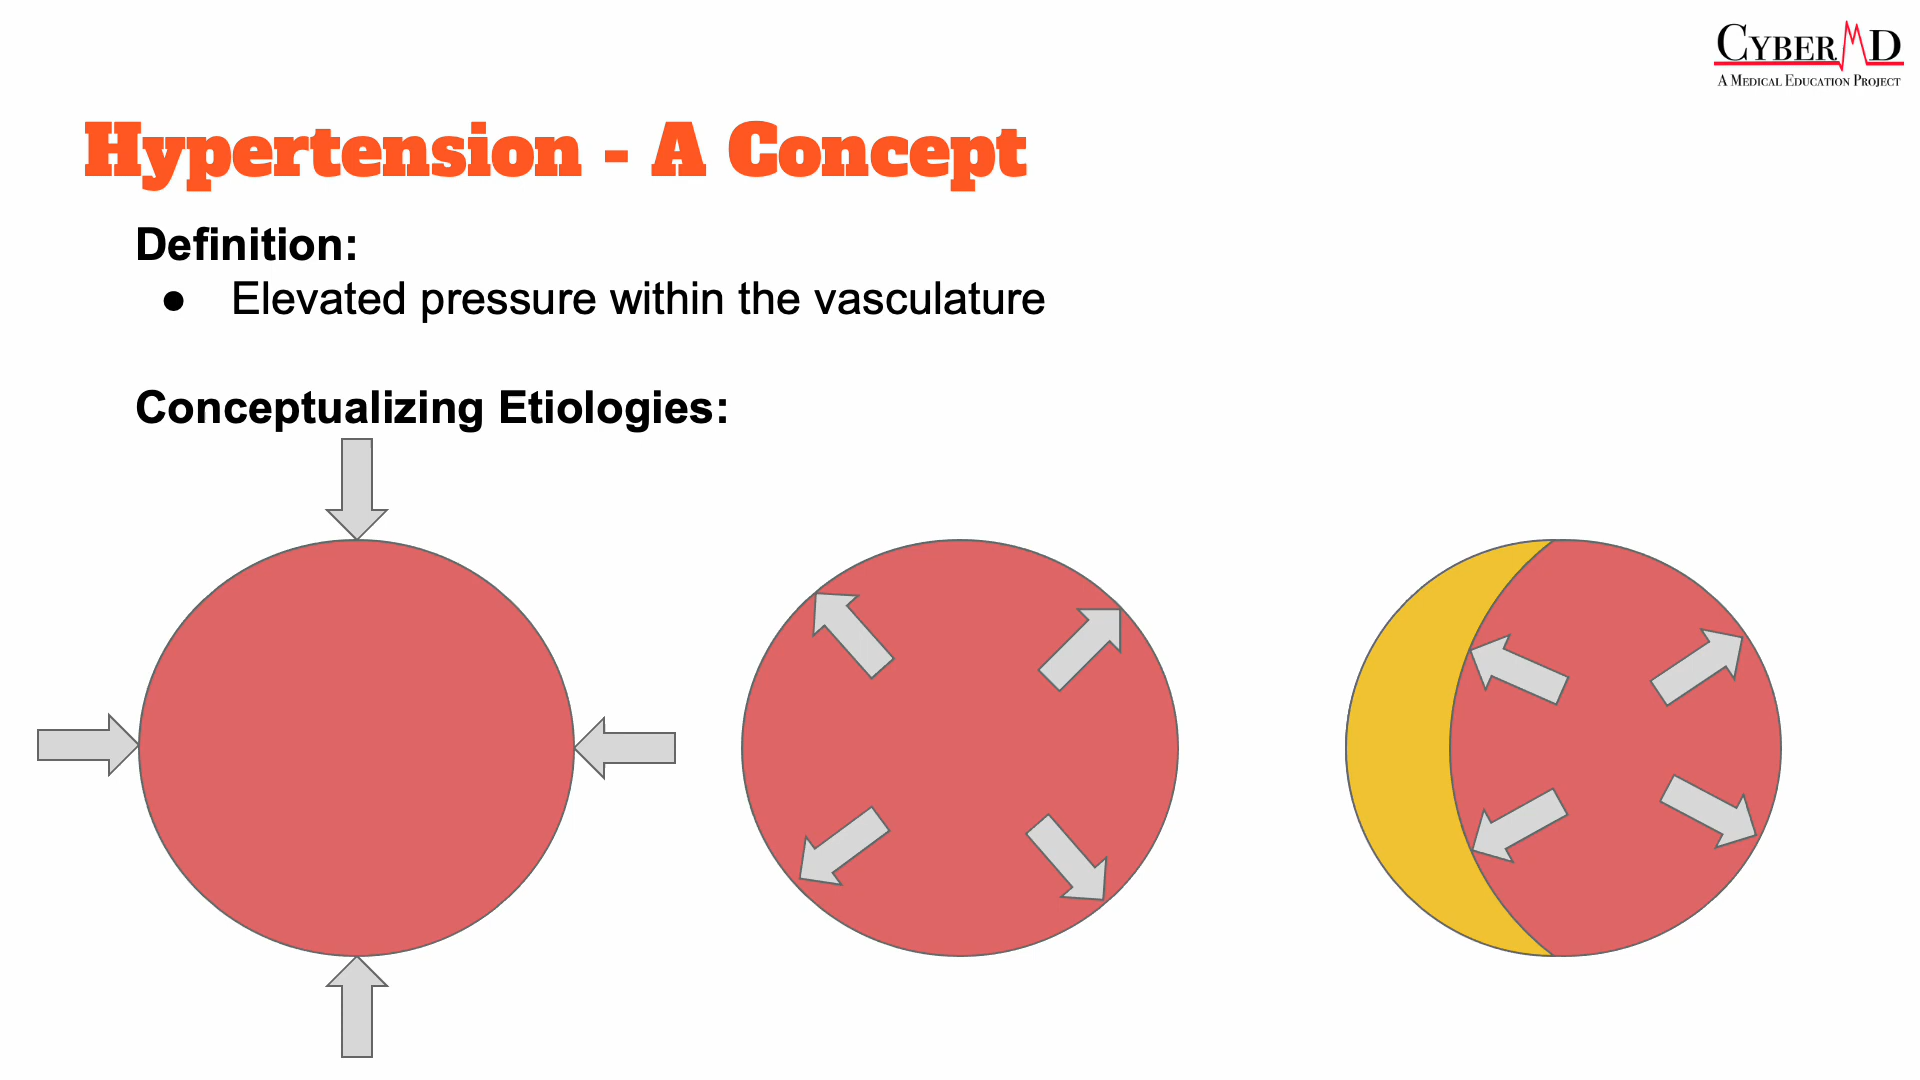 CYBERMD
A MEDICAL EDUCATION PROJECT
Hypertension - A Concept
Definition:
● Elevated pressure within the vasculature
Conceptualizing Etiologies: